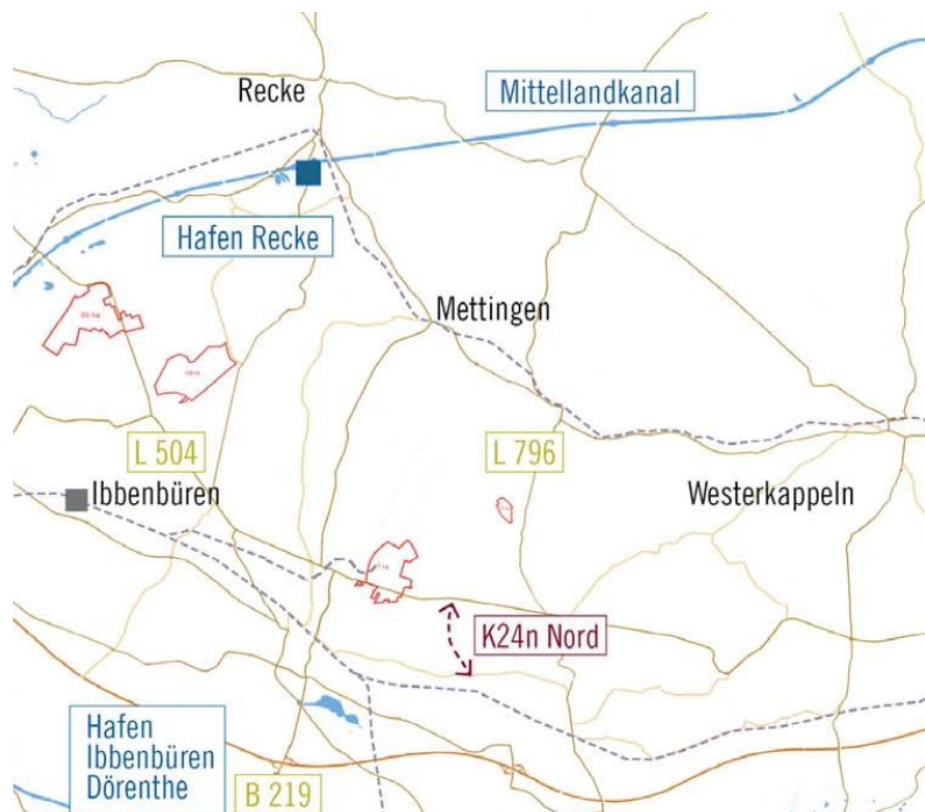 Recke
Mittellandkanal
Hafen Recke
Mettingen
L 504
L 796
Ibbenbüren
Westerkappeln
K24n Nord
Hafen
Ibbenbüren
Dörenthe
B 219